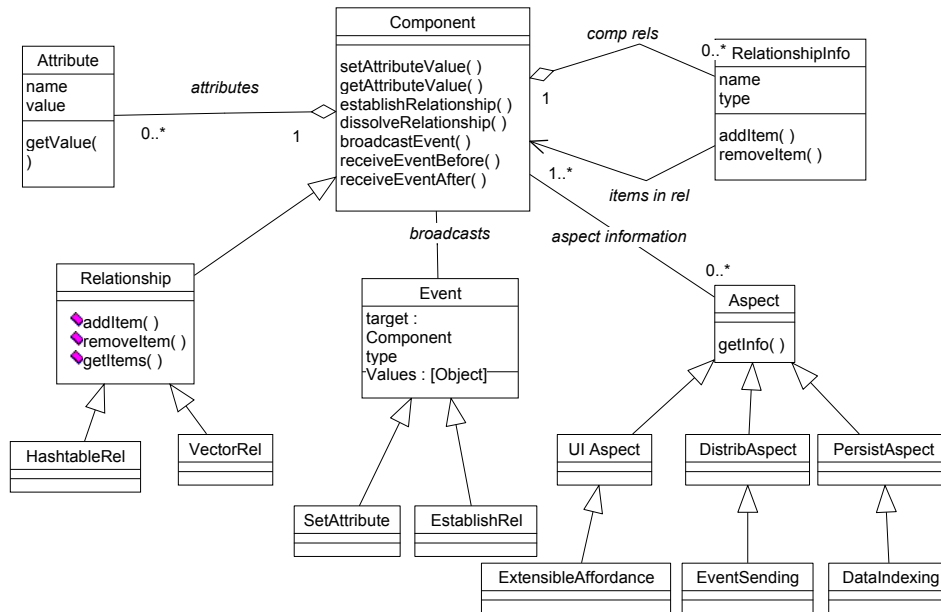 Component
setAttributeValue( )
getAttributeValue( )
establishRelationship( )
dissolveRelationship( )
broadcastEvent( )
receiveEventBefore( )
receiveEventAfter( )
Attribute
name
value
getValue(
)
attributes
0..*
1
comp rels
0..*
1
RelationshipInfo
name
type
addItem( )
removeItem( )
1..*
items in rel
broadcasts
aspect information
0..*
Relationship
addItem( )
removeItem( )
getItems( )
Event
target :
Component
type
Values : [Object]
Aspect
getInfo( )
HashtableRel
VectorRel
UI Aspect
DistribAspect
PersistAspect
SetAttribute
EstablishRel
ExtensibleAffordance
EventSending
DataIndexing